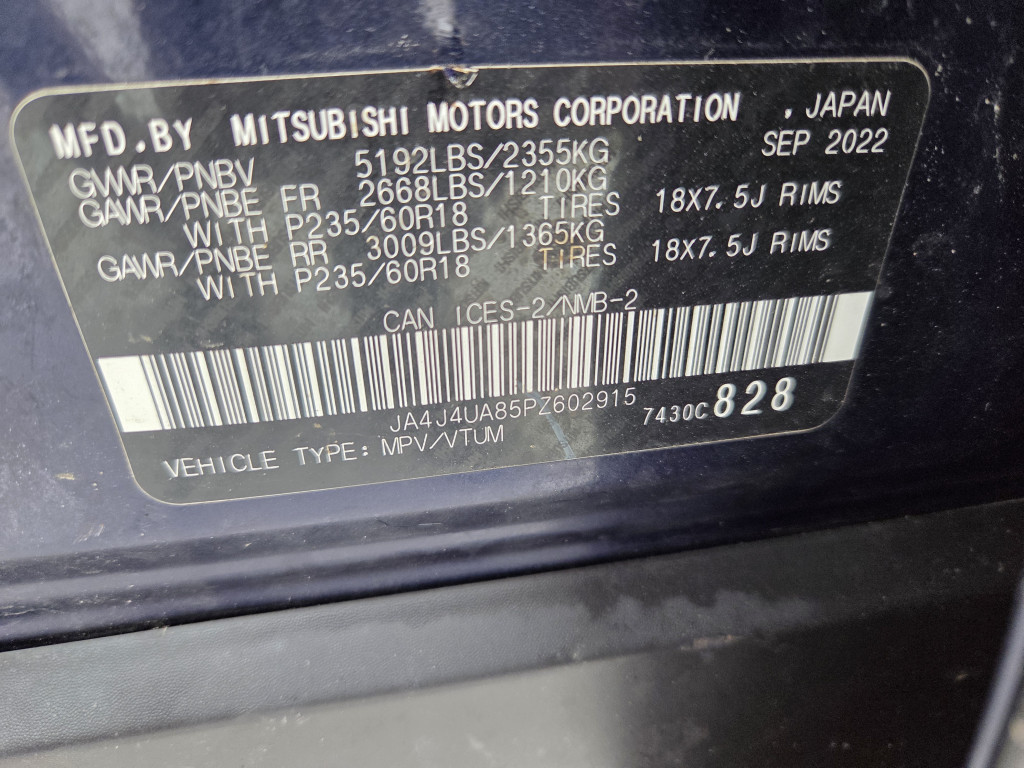 MFD.BY MITSUBISHI MOTORS CORPORATION , JAPAN
SEP 2022
GVWR/PNBV 5192LBS/2355KG
GAWR/PNBE FR 2668LBS/1210KG
WITH P235/60R18 TIRES 18X7.5J RIMS
GAWR/PNBE RR 3009LBS/1365KG
WITH P235/60R18 TIRES 18X7.5J RIMS
CAN ICES-2/NMB-2
JA4J4UA85PZ602915 7430C828
VEHICLE TYPE: MPV/VTUM